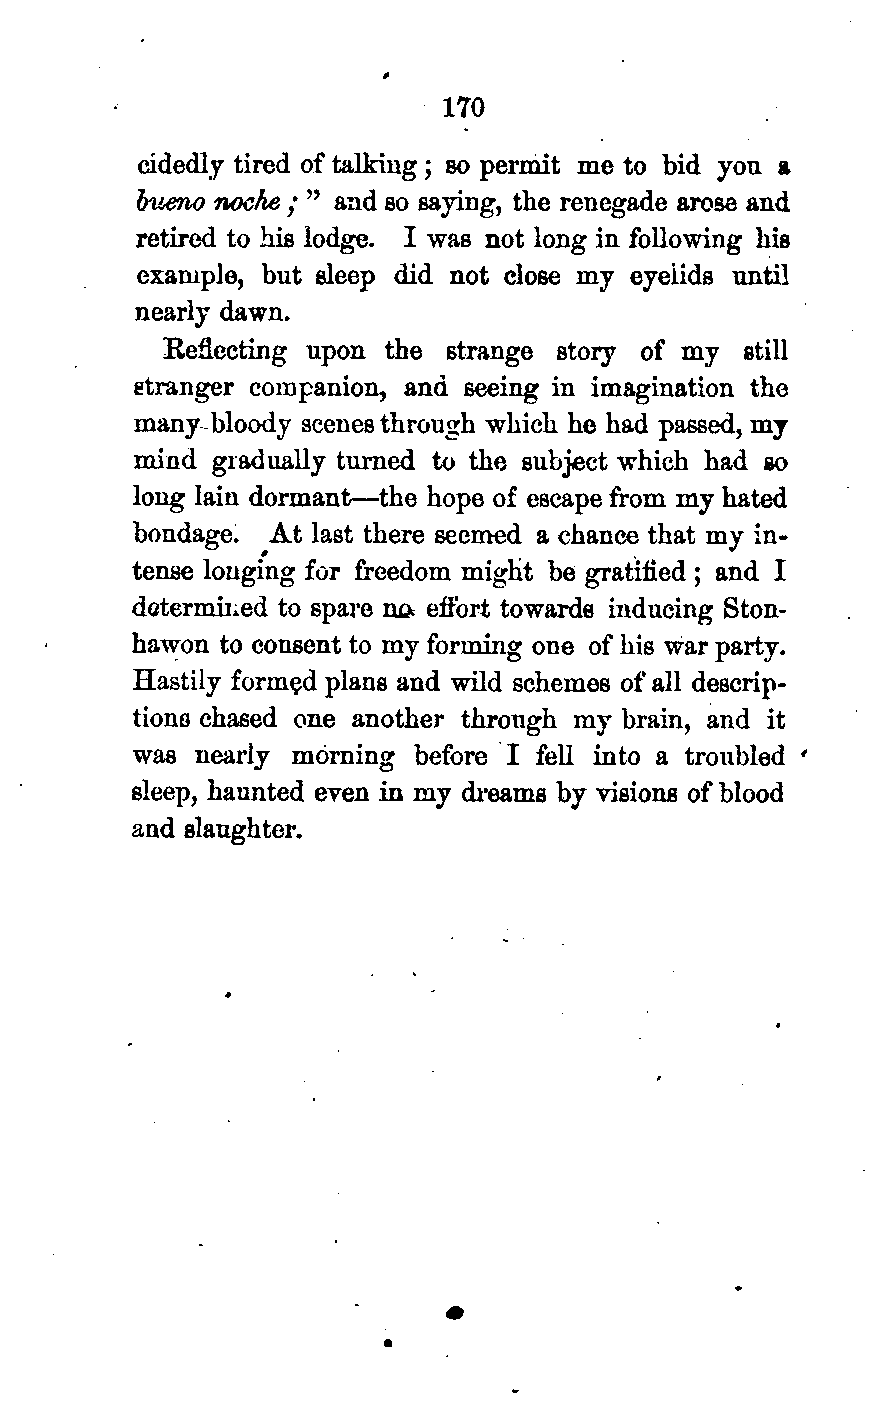 170
cidedly tired of talking; so permit me to bid you a
bueno noche;" and so saying, the renegade arose and
retired to his lodge. I was not long in following his
example, but sleep did not close my eyelids until
nearly dawn.
Reflecting upon the strange story of my still
stranger companion, and seeing in imagination the
many bloody scenes through which he had passed, my
mind gradually turned to the subject which had so
long lain dormant—the hope of escape from my hated
bondage. At last there seemed a chance that my in-
tense longing for freedom might be gratified; and I
determined to spare no effort towards inducing Ston-
hawon to consent to my forming one of his war party.
Hastily formed plans and wild schemes of all descrip-
tions chased one another through my brain, and it
was nearly morning before I fell into a troubled
sleep, haunted even in my dreams by visions of blood
and slaughter.